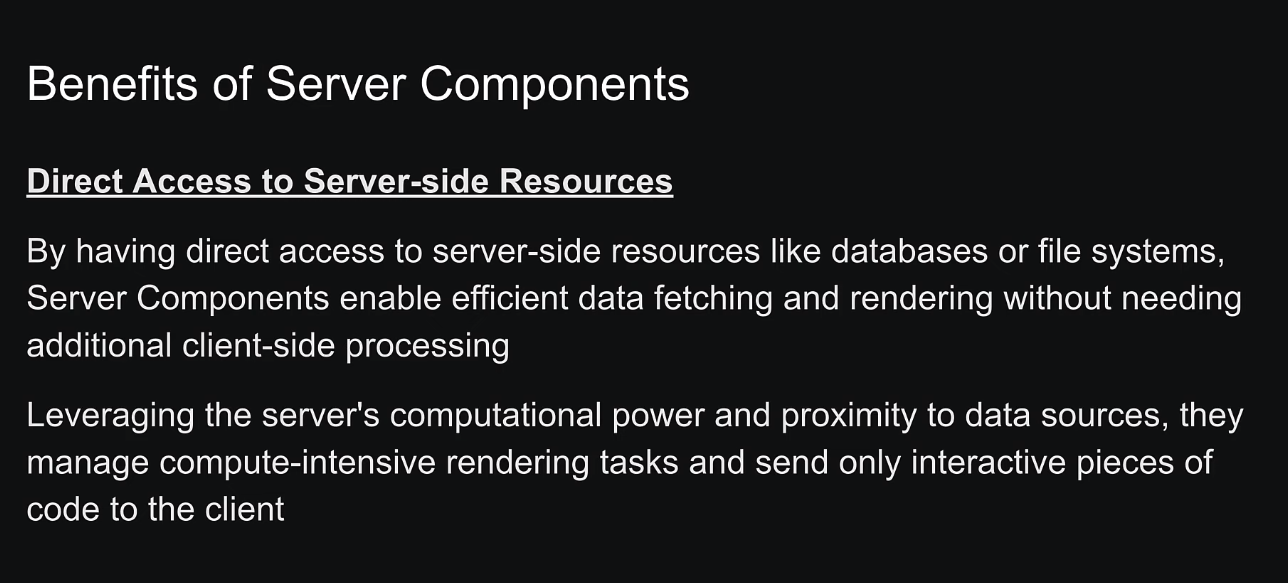 Benefits of Server Components
Direct Access to Server-side Resources
By having direct access to server-side resources like databases or file systems,
Server Components enable efficient data fetching and rendering without needing
additional client-side processing
Leveraging the server's computational power and proximity to data sources, they
manage compute-intensive rendering tasks and send only interactive pieces of
code to the client